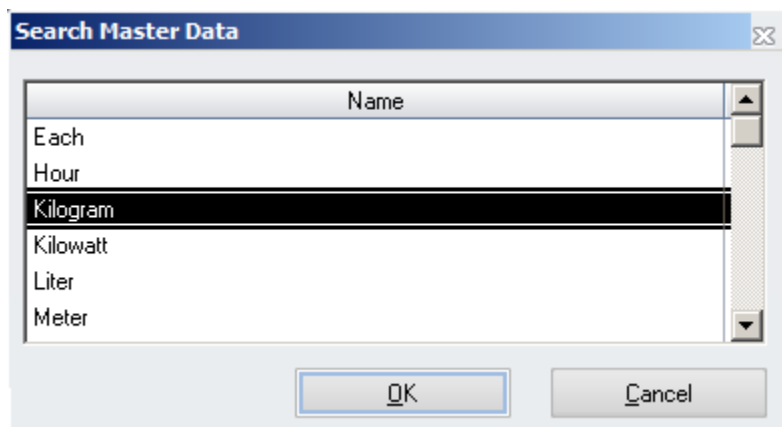 Search Master Data
Name
Each
Hour
Kilogram
Kilowatt
Liter
Meter
OK
Cancel